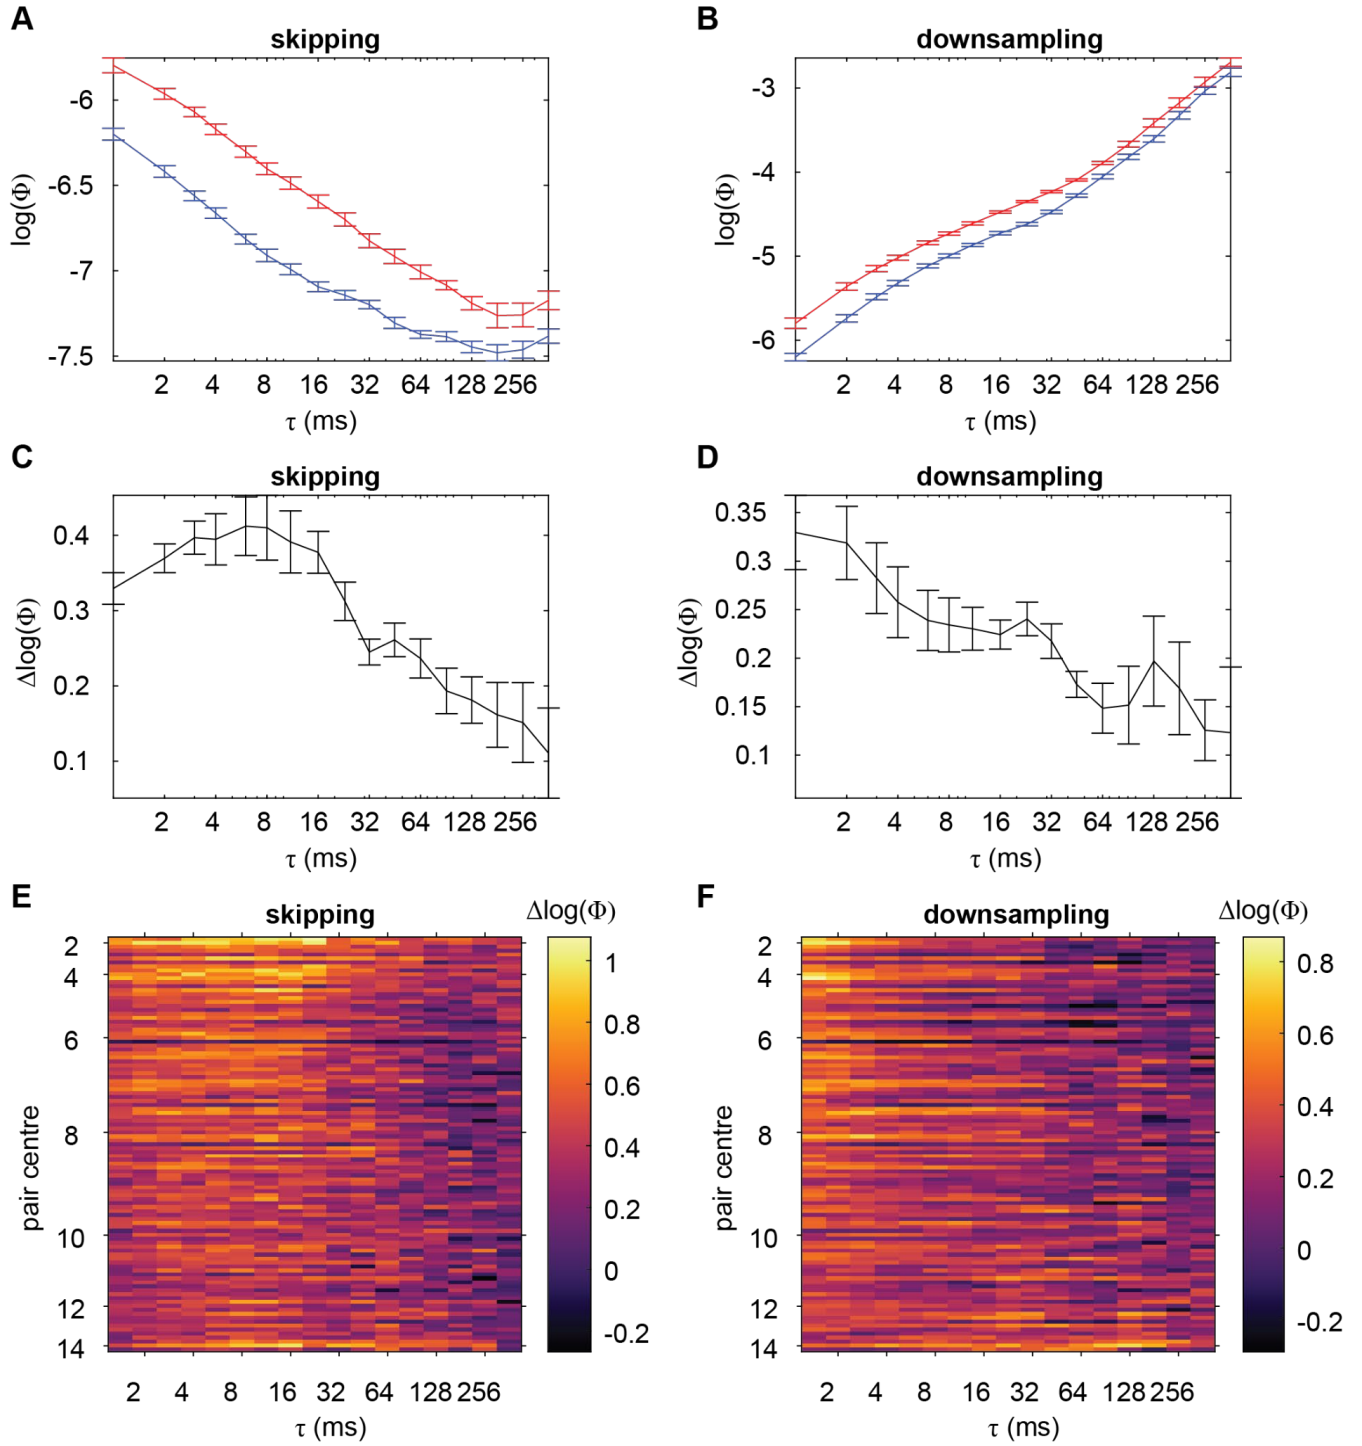 A
skipping
-6
-6.5
-7
-7.5
log(Φ)
2 4 8 16 32 64 128 256
τ (ms)
B
downsampling
-3
-4
-5
-6
log(Φ)
2 4 8 16 32 64 128 256
τ (ms)
C
skipping
0.4
0.3
0.2
0.1
Δlog(Φ)
2 4 8 16 32 64 128 256
τ (ms)
D
downsampling
0.35
0.3
0.25
0.2
0.15
0.1
Δlog(Φ)
2 4 8 16 32 64 128 256
τ (ms)
E
skipping
Δlog(Φ)
2
4
6
8
10
12
14
pair centre
1
0.8
0.6
0.4
0.2
0
-0.2
2 4 8 16 32 64 128 256
τ (ms)
F
downsampling
Δlog(Φ)
2
4
6
8
10
12
14
pair centre
0.8
0.6
0.4
0.2
0
-0.2
2 4 8 16 32 64 128 256
τ (ms)